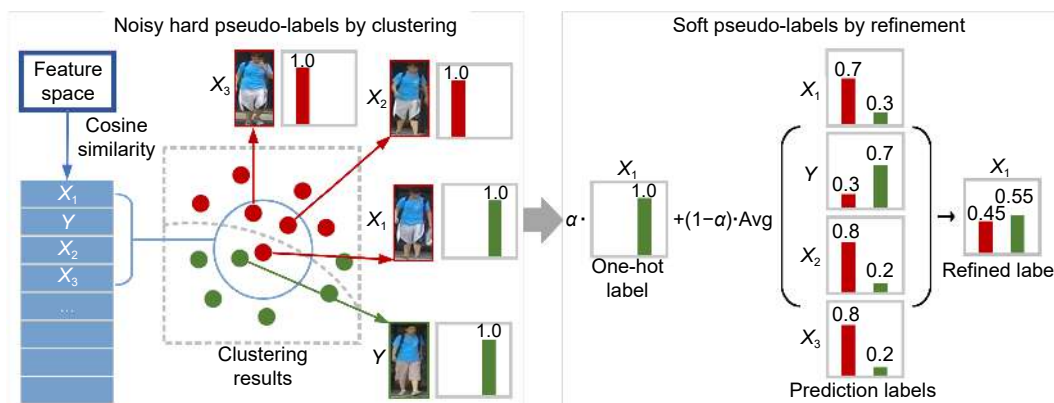 Noisy hard pseudo-labels by clustering
Feature
space
Cosine
similarity
X₁
Y
X₂
X₃
...
X₃
1.0
X₂
1.0
X₁
1.0
Y
1.0
Clustering
results
Soft pseudo-labels by refinement
α·
X₁
1.0
One-hot
label
+(1−α)·Avg
X₁
0.7
0.3
Y
0.3
0.7
X₂
0.8
0.2
X₃
0.8
0.2
Prediction labels
X₁
0.45
0.55
Refined labe